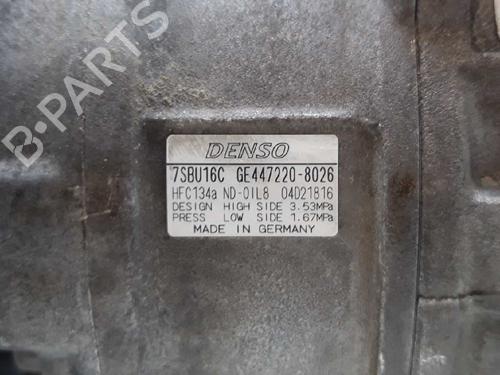 B-PARTS
DENSO
7SBU16C GE447220-8026
HFC134a ND-OIL8 04D21816
DESIGN HIGH SIDE 3.53MPa
PRESS LOW SIDE 1.67MPa
MADE IN GERMANY
B-PARTS